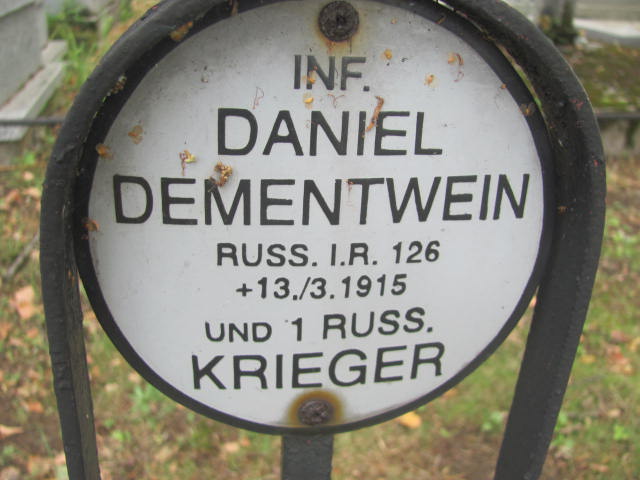 INF.
DANIEL
DEMENTWEIN
RUSS. I.R. 126
+13./3.1915
UND 1 RUSS.
KRIEGER